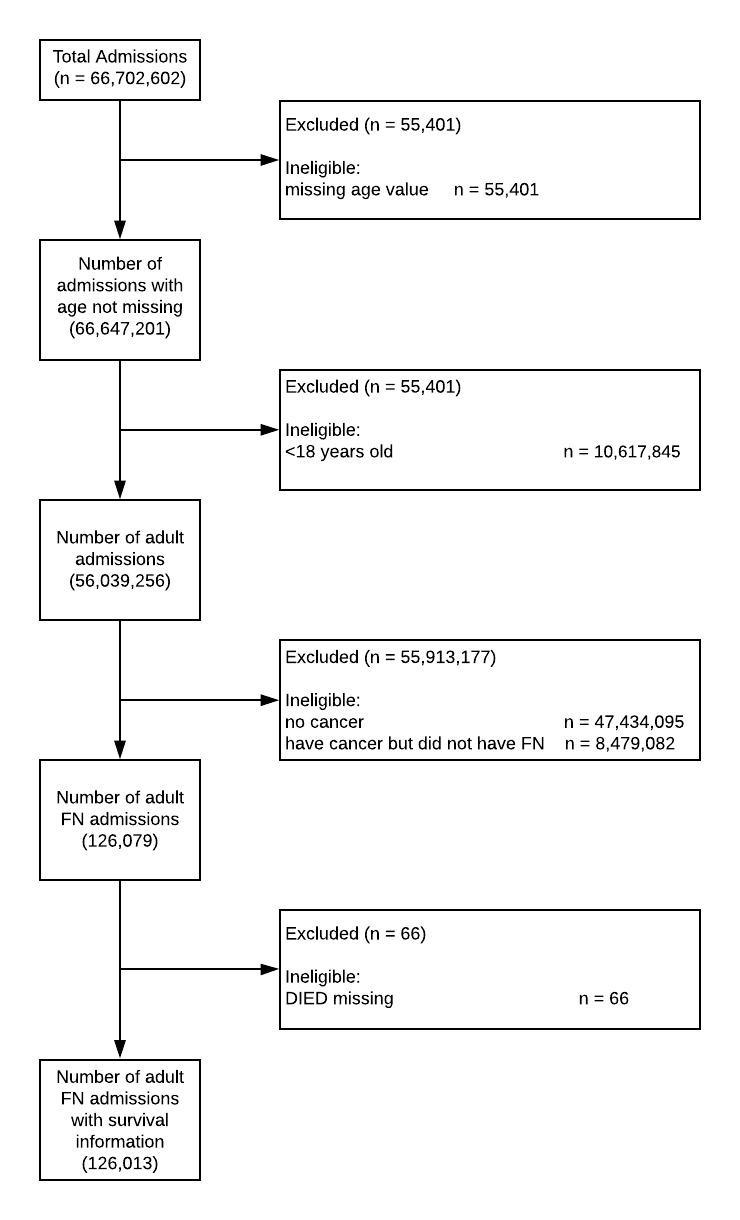 Total Admissions
(n = 66,702,602)
Excluded (n = 55,401)
Ineligible:
missing age value n = 55,401
Number of
admissions with
age not missing
(66,647,201)
Excluded (n = 55,401)
Ineligible:
<18 years old n = 10,617,845
Number of adult
admissions
(56,039,256)
Excluded (n = 55,913,177)
Ineligible:
no cancer n = 47,434,095
have cancer but did not have FN n = 8,479,082
Number of adult
FN admissions
(126,079)
Excluded (n = 66)
Ineligible:
DIED missing n = 66
Number of adult
FN admissions
with survival
information
(126,013)